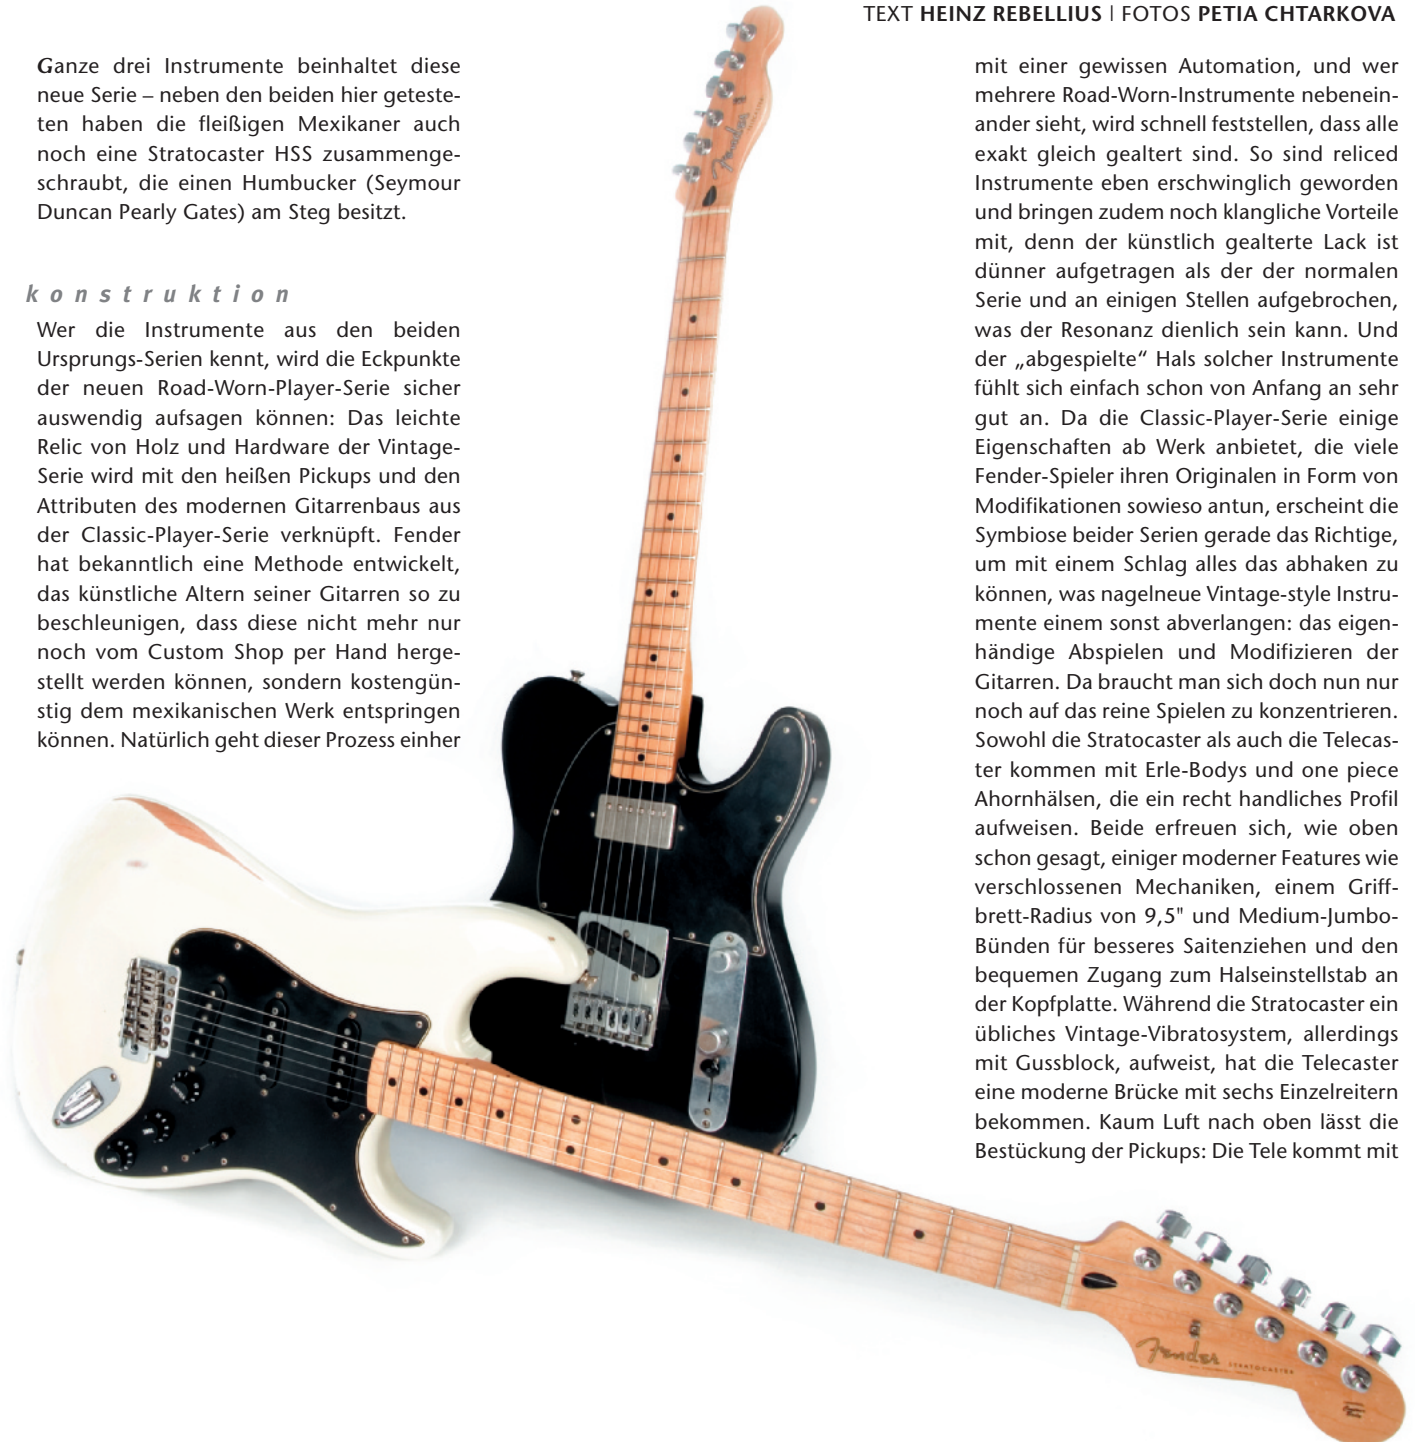 TEXT HEINZ REBELLIUS | FOTOS PETIA CHTARKOVA
Ganze drei Instrumente beinhaltet diese
neue Serie – neben den beiden hier geteste-
ten haben die fleißigen Mexikaner auch
noch eine Stratocaster HSS zusammenge-
schraubt, die einen Humbucker (Seymour
Duncan Pearly Gates) am Steg besitzt.
konstruktion
Wer die Instrumente aus den beiden
Ursprungs-Serien kennt, wird die Eckpunkte
der neuen Road-Worn-Player-Serie sicher
auswendig aufsagen können: Das leichte
Relic von Holz und Hardware der Vintage-
Serie wird mit den heißen Pickups und den
Attributen des modernen Gitarrenbaus aus
der Classic-Player-Serie verknüpft. Fender
hat bekanntlich eine Methode entwickelt,
das künstliche Altern seiner Gitarren so zu
beschleunigen, dass diese nicht mehr nur
noch vom Custom Shop per Hand herge-
stellt werden können, sondern kostengün-
stig dem mexikanischen Werk entspringen
können. Natürlich geht dieser Prozess einher
mit einer gewissen Automation, und wer
mehrere Road-Worn-Instrumente nebenein-
ander sieht, wird schnell feststellen, dass alle
exakt gleich gealtert sind. So sind reliced
Instrumente eben erschwinglich geworden
und bringen zudem noch klangliche Vorteile
mit, denn der künstlich gealterte Lack ist
dünner aufgetragen als der der normalen
Serie und an einigen Stellen aufgebrochen,
was der Resonanz dienlich sein kann. Und
der „abgespielte“ Hals solcher Instrumente
fühlt sich einfach schon von Anfang an sehr
gut an. Da die Classic-Player-Serie einige
Eigenschaften ab Werk anbietet, die viele
Fender-Spieler ihren Originalen in Form von
Modifikationen sowieso antun, erscheint die
Symbiose beider Serien gerade das Richtige,
um mit einem Schlag alles das abhaken zu
können, was nagelneue Vintage-style Instru-
mente einem sonst abverlangen: das eigen-
händige Abspielen und Modifizieren der
Gitarren. Da braucht man sich doch nun nur
noch auf das reine Spielen zu konzentrieren.
Sowohl die Stratocaster als auch die Telecas-
ter kommen mit Erle-Bodys und one piece
Ahornhälsen, die ein recht handliches Profil
aufweisen. Beide erfreuen sich, wie oben
schon gesagt, einiger moderner Features wie
verschlossenen Mechaniken, einem Griff-
brett-Radius von 9,5" und Medium-Jumbo-
Bünden für besseres Saitenziehen und den
bequemen Zugang zum Halseinstellstab an
der Kopfplatte. Während die Stratocaster ein
übliches Vintage-Vibratosystem, allerdings
mit Gussblock, aufweist, hat die Telecaster
eine moderne Brücke mit sechs Einzelreitern
bekommen. Kaum Luft nach oben lässt die
Bestückung der Pickups: Die Tele kommt mit
Fender
Fender STRATOCASTER